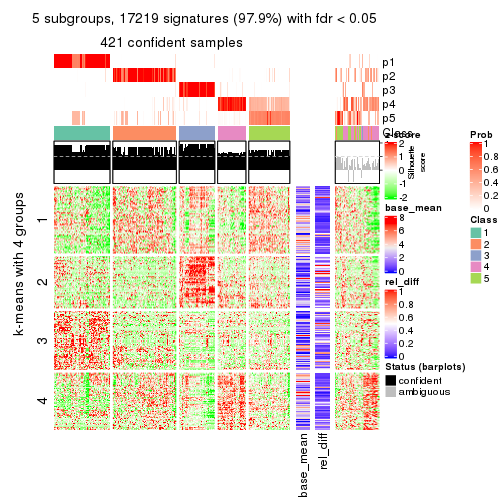 5 subgroups, 17219 signatures (97.9%) with fdr < 0.05
421 confident samples
p1
p2
p3
p4
p5
Class
Silhouette
score
k-means with 4 groups
1
2
3
4
base_mean
rel_diff
z-score
2
1
0
-1
-2
base_mean
8
6
4
2
0
rel_diff
1
0.8
0.6
0.4
0.2
0
Status (barplots)
confident
ambiguous
Prob
1
0.8
0.6
0.4
0.2
0
Class
1
2
3
4
5